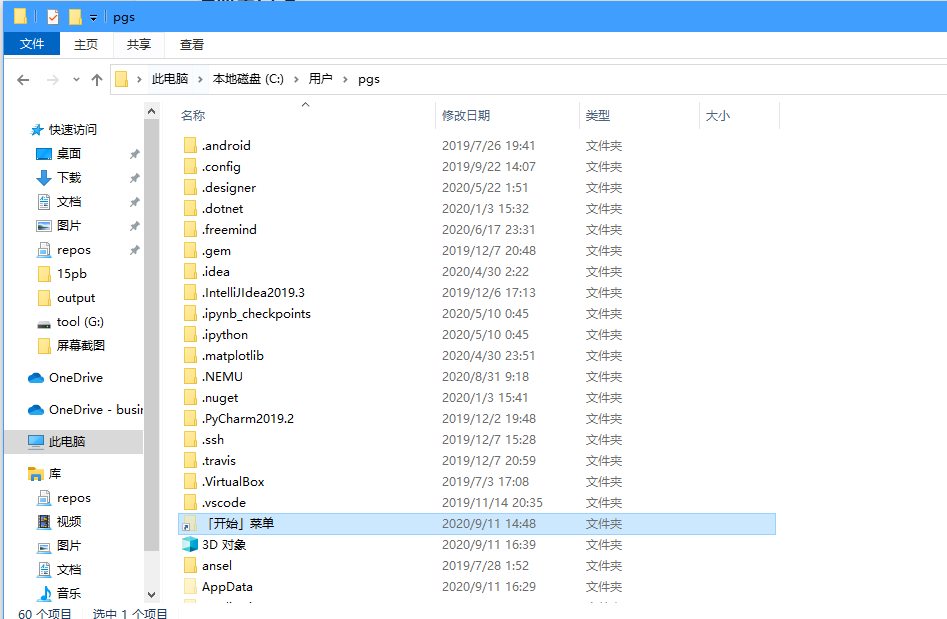 pgs
文件 主页 共享 查看
此电脑 本地磁盘 (C:) 用户 pgs
名称 修改日期 类型 大小
快速访问
桌面
下载
文档
图片
repos
15pb
output
tool (G:)
屏幕截图
OneDrive
OneDrive - busir
此电脑
库
repos
视频
图片
文档
音乐
.android 2019/7/26 19:41 文件夹
.config 2019/9/22 14:07 文件夹
.designer 2020/5/22 1:51 文件夹
.dotnet 2020/1/3 15:32 文件夹
.freemind 2020/6/17 23:31 文件夹
.gem 2019/12/7 20:48 文件夹
.idea 2020/4/30 2:22 文件夹
.IntelliJIdea2019.3 2019/12/6 17:13 文件夹
.ipynb_checkpoints 2020/5/10 0:45 文件夹
.ipython 2020/5/10 0:45 文件夹
.matplotlib 2020/4/30 23:51 文件夹
.NEMU 2020/8/31 9:18 文件夹
.nuget 2020/1/3 15:41 文件夹
.PyCharm2019.2 2019/12/2 19:48 文件夹
.ssh 2019/12/7 15:28 文件夹
.travis 2019/12/7 20:59 文件夹
.VirtualBox 2019/7/3 17:08 文件夹
.vscode 2019/11/14 20:35 文件夹
「开始」菜单 2020/9/11 14:48 文件夹
3D 对象 2020/9/11 16:39 文件夹
ansel 2019/7/28 1:52 文件夹
AppData 2020/9/11 16:29 文件夹
60 个项目 选中 1 个项目